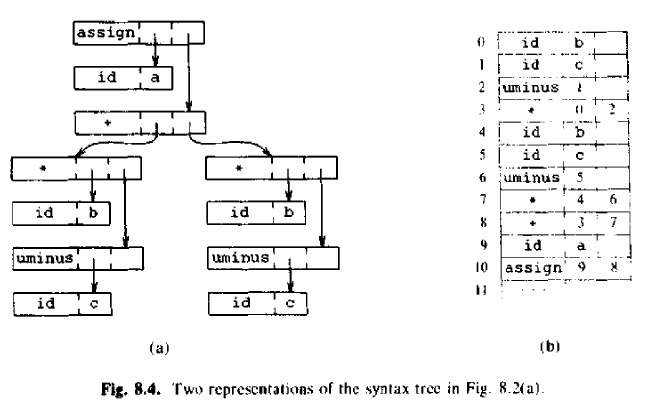 assign
id a
+
*
*
id b
id b
uminus
uminus
id c
id c
(a)
0 id b
1 id c
2 uminus 1
3 * 0 2
4 id b
5 id c
6 uminus 5
7 * 4 6
8 + 3 7
9 id a
10 assign 9 8
11 . . . .
(b)
Fig. 8.4. Two representations of the syntax tree in Fig. 8.2(a).